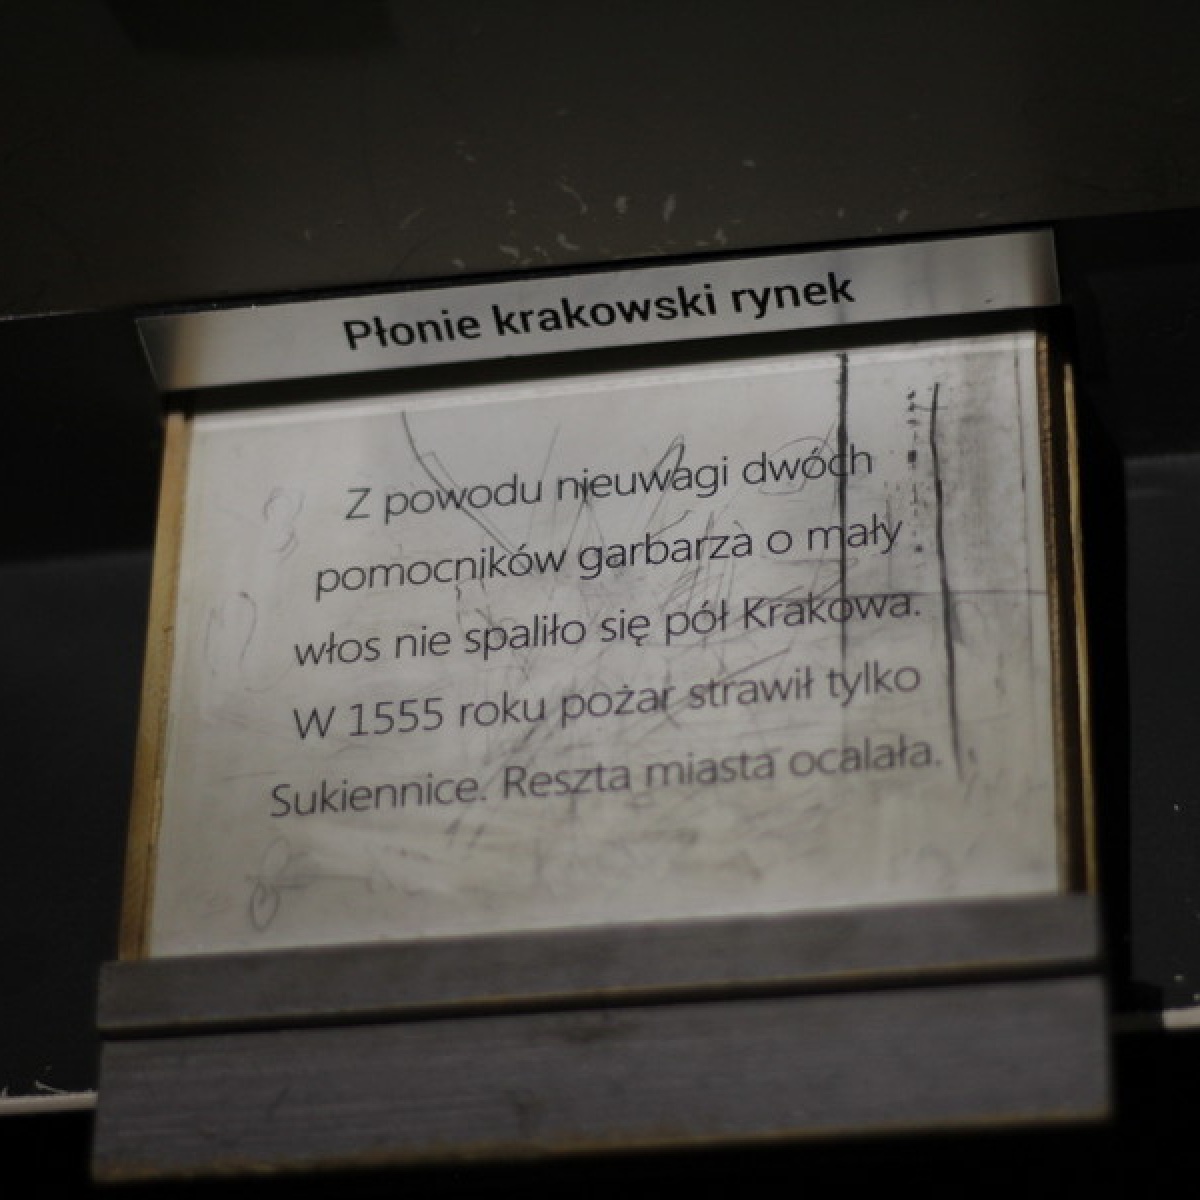 Płonie krakowski rynek
Z powodu nieuwagi dwóch
pomocników garbarza o mały
włos nie spaliło się pół Krakowa.
W 1555 roku pożar strawił tylko
Sukiennice. Reszta miasta ocalała.